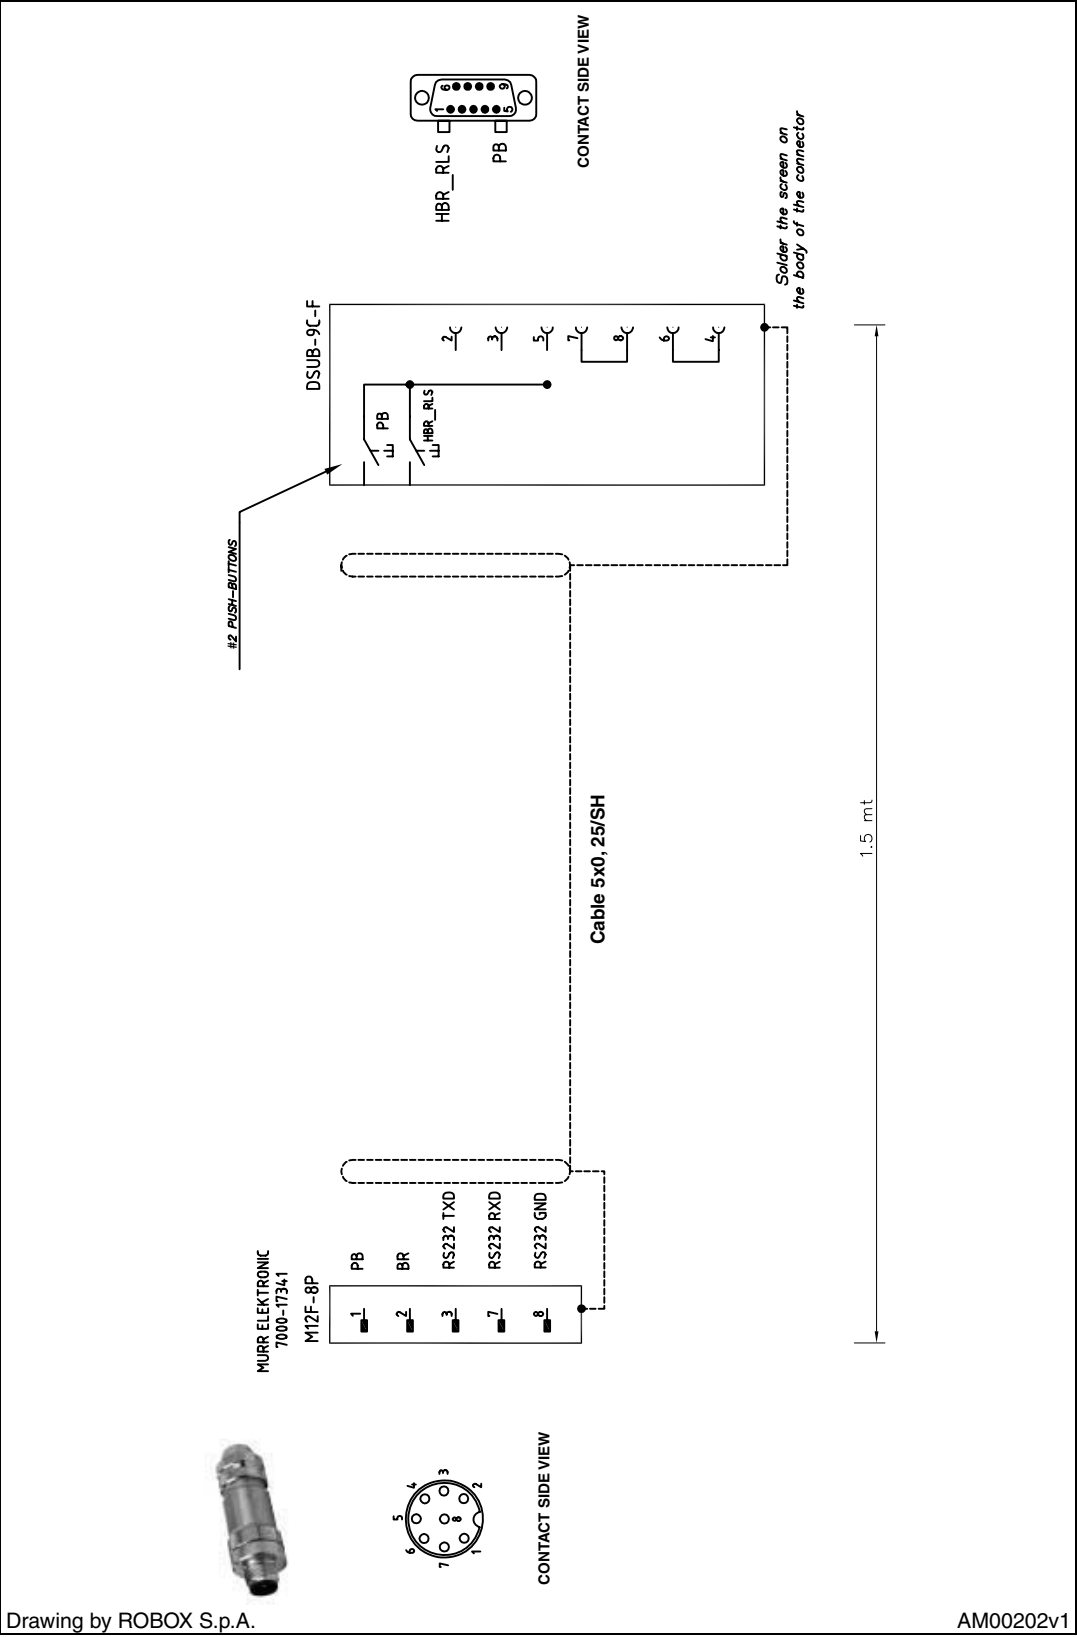 MURR ELEKTRONIC
7000-17341
M12F-8P
1
2
3
7
8
PB
BR
RS232 TXD
RS232 RXD
RS232 GND
1
2
3
4
5
6
7
8
CONTACT SIDE VIEW
Cable 5x0, 25/SH
1.5 mt
#2 PUSH-BUTTONS
DSUB-9C-F
PB
HBR_RLS
2
3
5
7
8
6
4
Solder the screen on
the body of the connector
6
9
1
5
HBR_RLS
PB
CONTACT SIDE VIEW
Drawing by ROBOX S.p.A.
AM00202v1